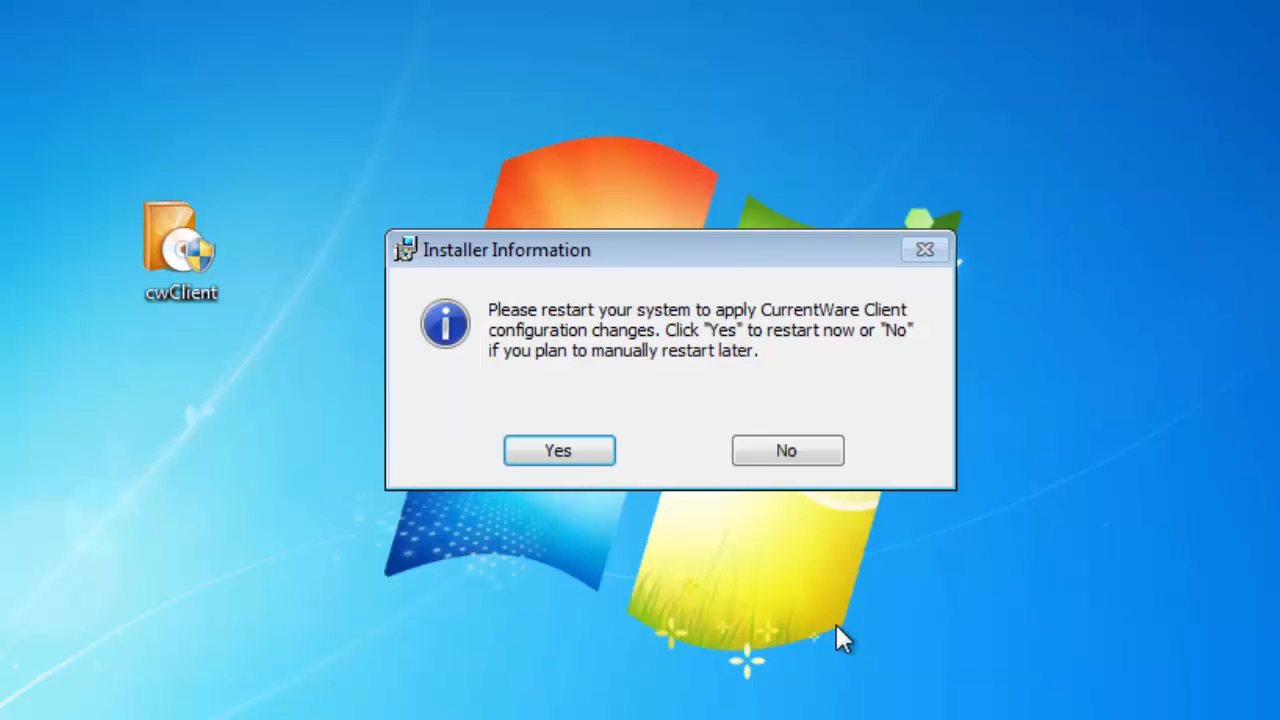 cwClient
Installer Information
Please restart your system to apply CurrentWare Client
configuration changes. Click "Yes" to restart now or "No"
if you plan to manually restart later.
Yes
No